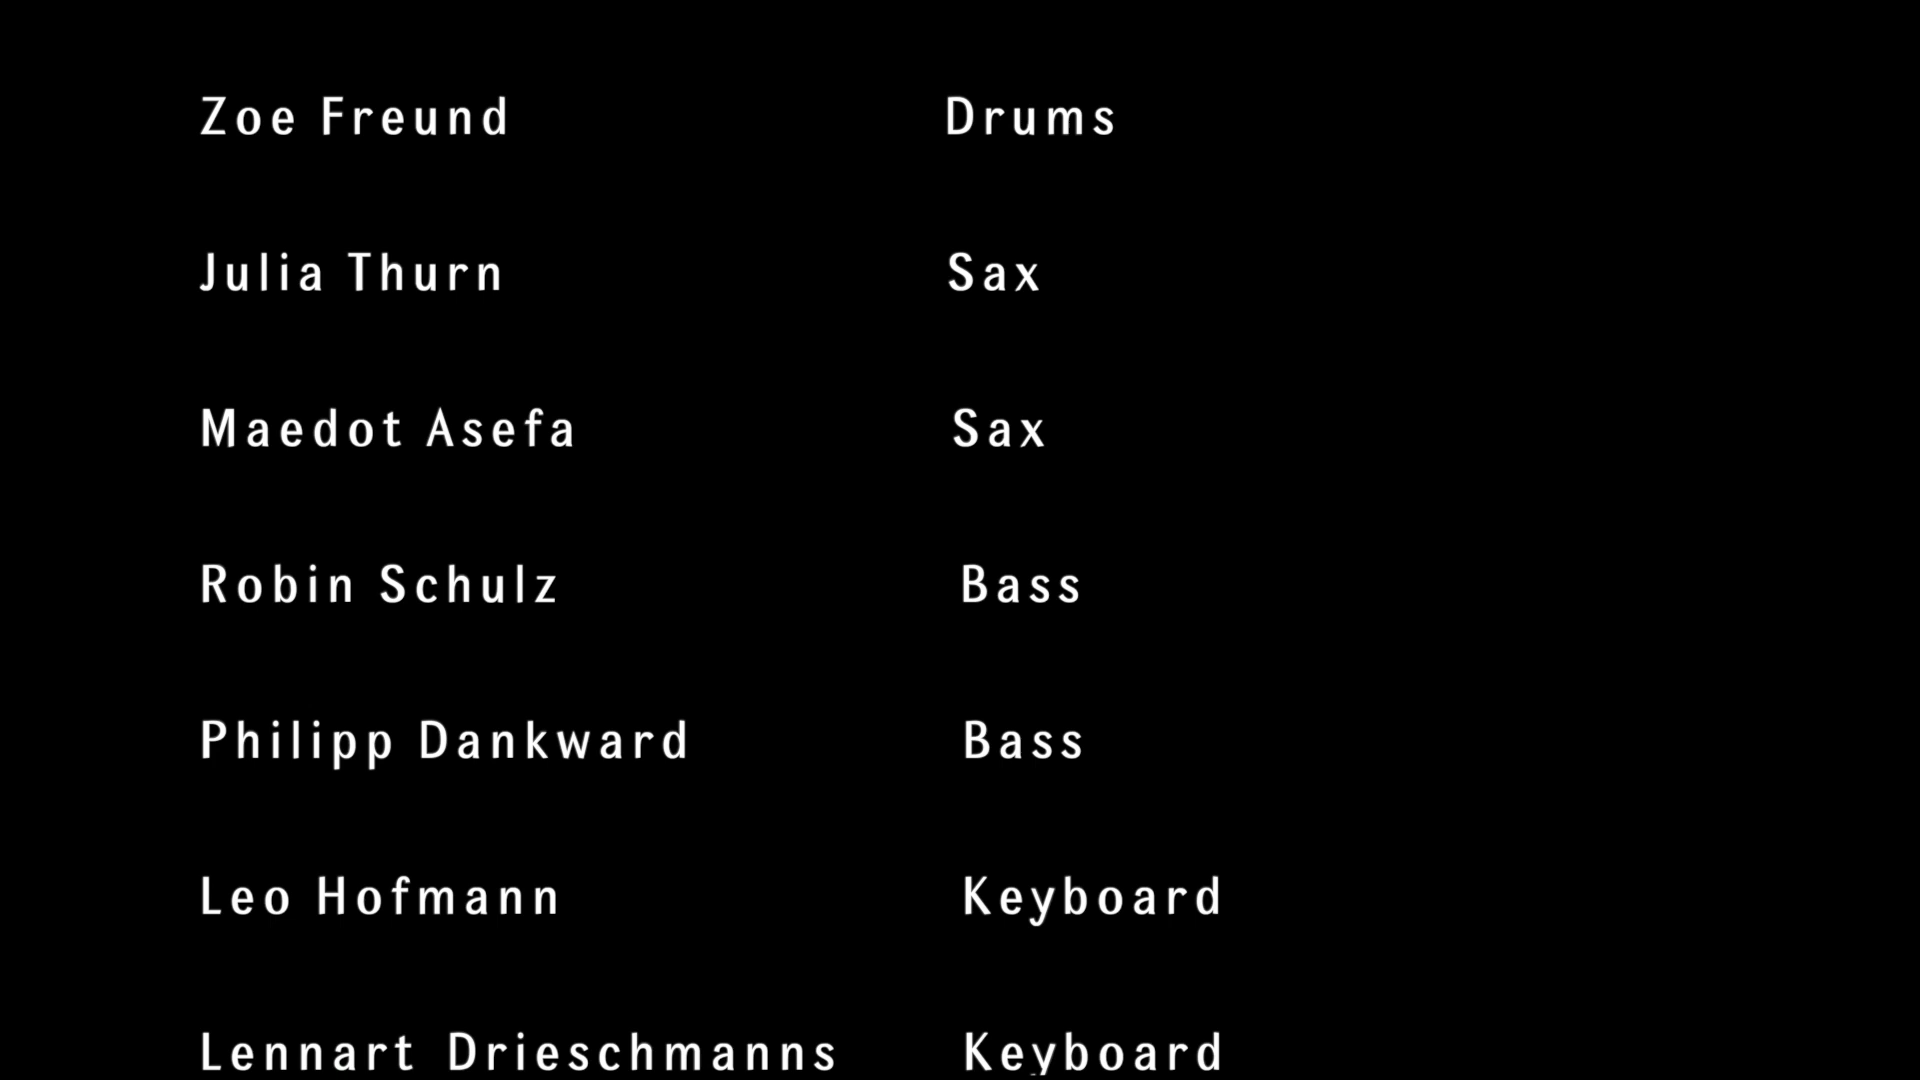 Zoe Freund Drums
Julia Thurn Sax
Maedot Asefa Sax
Robin Schulz Bass
Philipp Dankward Bass
Leo Hofmann Keyboard
Lennart Drieschmanns Keyboard